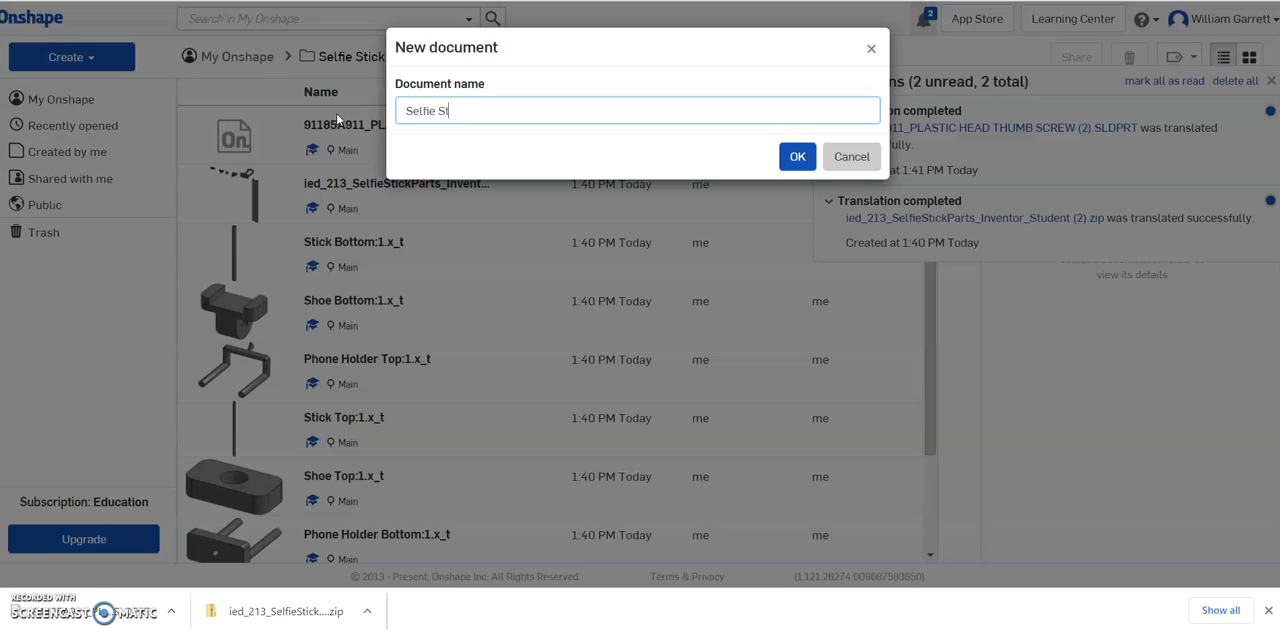 Onshape
Search in My Onshape
2
App Store
Learning Center
William Garrett
Create
My Onshape
Selfie Stick
Share
New document
Document name
Selfie St
OK
Cancel
ns (2 unread, 2 total)
mark all as read
delete all
My Onshape
Recently opened
Created by me
Shared with me
Public
Trash
Name
91185A911_PL
Main
ied_213_SelfieStickParts_Invent...
1:40 PM Today
me
Main
Stick Bottom:1.x_t
1:40 PM Today
me
Main
Shoe Bottom:1.x_t
1:40 PM Today
me
me
Main
Phone Holder Top:1.x_t
1:40 PM Today
me
me
Main
Stick Top:1.x_t
1:40 PM Today
me
me
Main
Shoe Top:1.x_t
1:40 PM Today
me
me
Main
Phone Holder Bottom:1.x_t
1:40 PM Today
me
me
Main
on completed
911_PLASTIC HEAD THUMB SCREW (2).SLDPRT was translated
fully.
at 1:41 PM Today
Translation completed
ied_213_SelfieStickParts_Inventor_Student (2).zip was translated successfully.
Created at 1:40 PM Today
view its details
Subscription: Education
Upgrade
© 2013 - Present, Onshape Inc. All Rights Reserved.
Terms & Privacy
(1.121.26274.009687593650)
RECORDED WITH
SCREENCAST-O-MATIC
ied_213_SelfieStick....zip
Show all